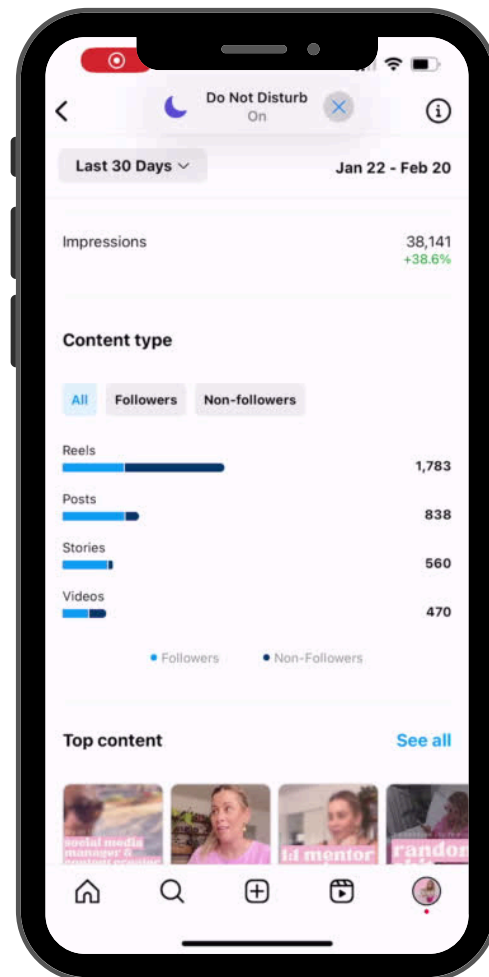 Do Not Disturb
On
Last 30 Days
Jan 22 - Feb 20
Impressions
38,141
+38.6%
Content type
All
Followers
Non-followers
Reels
1,783
Posts
838
Stories
560
Videos
470
Followers
Non-Followers
Top content
See all
social media
manager &
1:1 mentor
random